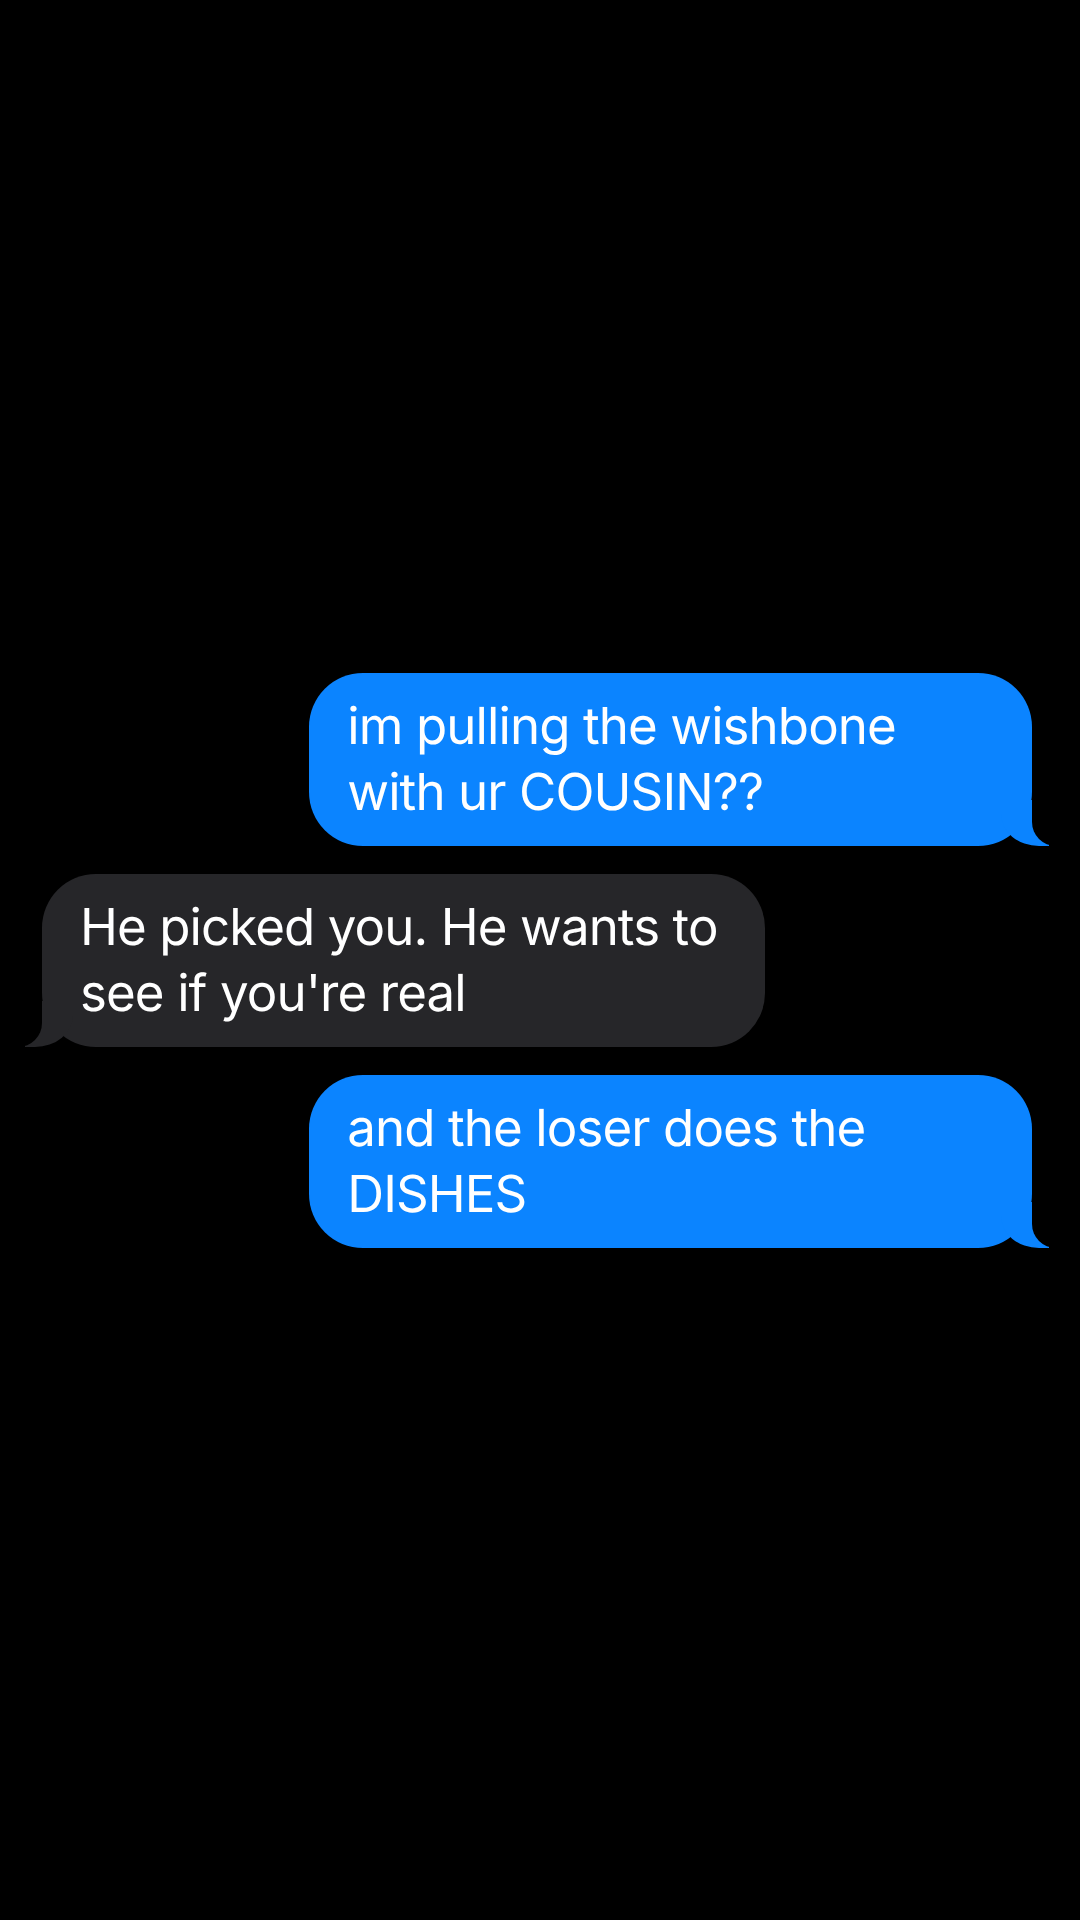 im pulling the wishbone
with ur COUSIN??
He picked you. He wants to
see if you're real
and the loser does the
DISHES